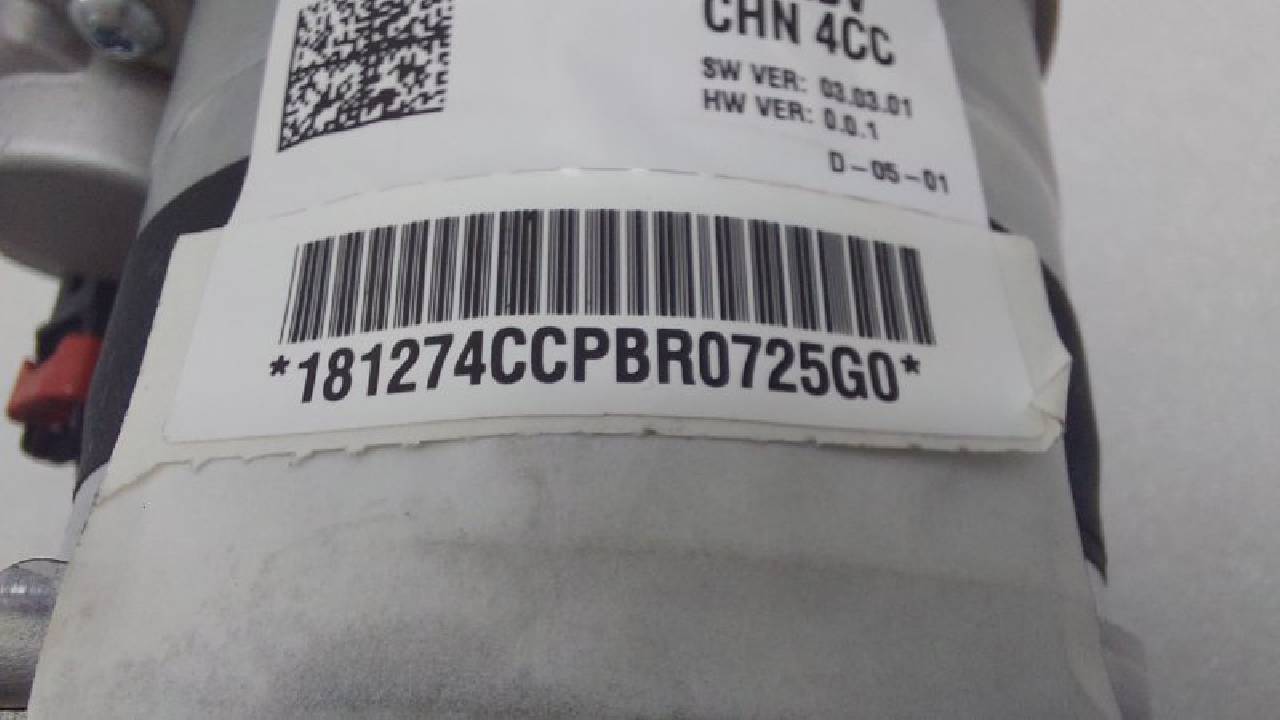 CHN 4CC
SW VER: 03.03.01
HW VER: 0.0.1
D-05-01
*181274CCPBR0725G0*